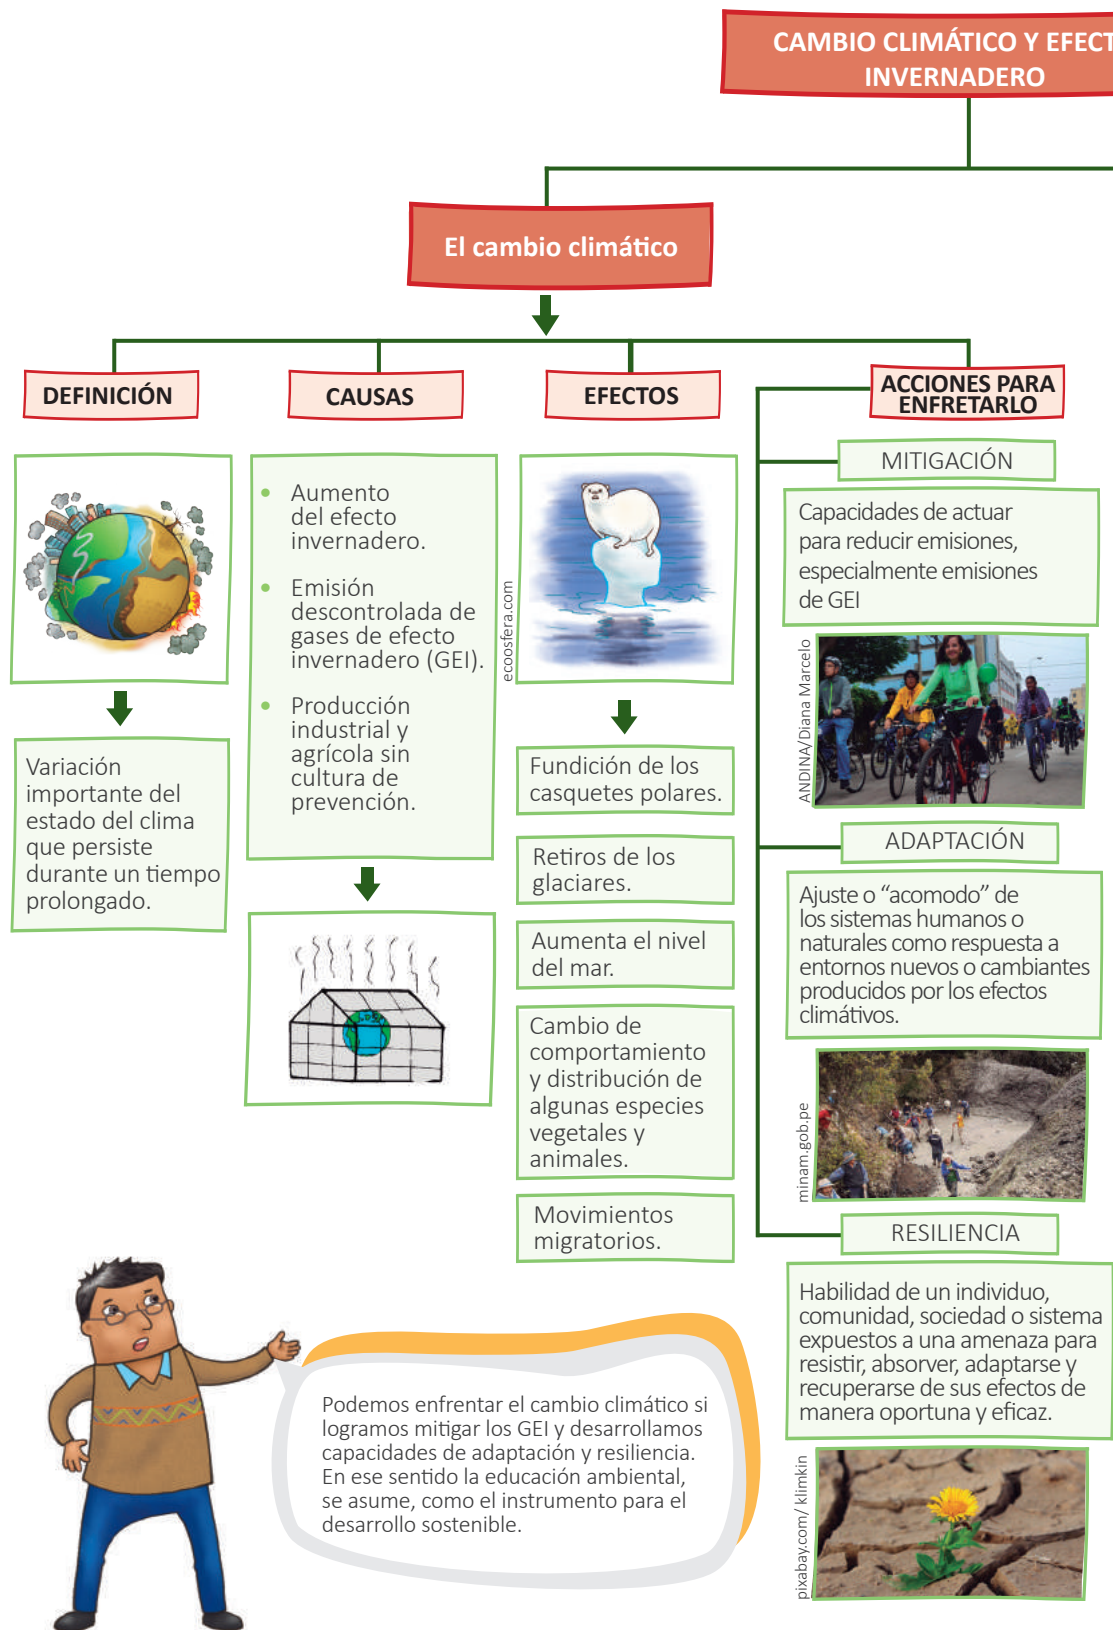 CAMBIO CLIMÁTICO Y EFECT
INVERNADERO
El cambio climático
DEFINICIÓN
Variación
importante del
estado del clima
que persiste
durante un tiempo
prolongado.
CAUSAS
• Aumento
del efecto
invernadero.
• Emisión
descontrolada de
gases de efecto
invernadero (GEI).
• Producción
industrial y
agrícola sin
cultura de
prevención.
EFECTOS
ecoosfera.com
Fundición de los
casquetes polares.
Retiros de los
glaciares.
Aumenta el nivel
del mar.
Cambio de
comportamiento
y distribución de
algunas especies
vegetales y
animales.
Movimientos
migratorios.
ACCIONES PARA
ENFRETARLO
MITIGACIÓN
Capacidades de actuar
para reducir emisiones,
especialmente emisiones
de GEI
ANDINA/Diana Marcelo
ADAPTACIÓN
Ajuste o “acomodo” de
los sistemas humanos o
naturales como respuesta a
entornos nuevos o cambiantes
producidos por los efectos
climátivos.
minam.gob.pe
RESILIENCIA
Habilidad de un individuo,
comunidad, sociedad o sistema
expuestos a una amenaza para
resistir, absorver, adaptarse y
recuperarse de sus efectos de
manera oportuna y eficaz.
pixabay.com/ klimkin
Podemos enfrentar el cambio climático si
logramos mitigar los GEI y desarrollamos
capacidades de adaptación y resiliencia.
En ese sentido la educación ambiental,
se asume, como el instrumento para el
desarrollo sostenible.